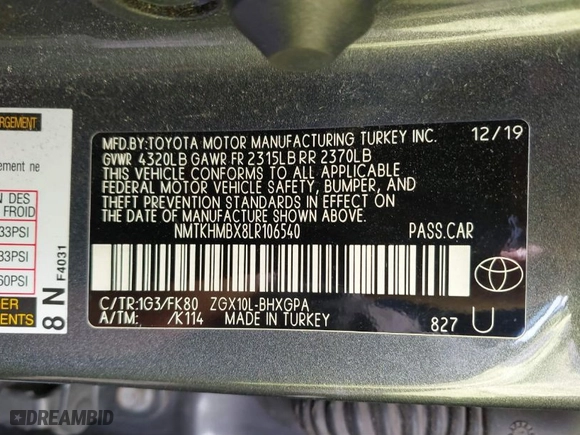 RGEMENT
ement ne
N DES
FROID
33PSI
33PSI
60PSI
ER
ENTS
8 N F4031
MFD.BY:TOYOTA MOTOR MANUFACTURING TURKEY INC. 12/19
GVWR 4320LB GAWR FR 2315LB RR 2370LB
THIS VEHICLE CONFORMS TO ALL APPLICABLE
FEDERAL MOTOR VEHICLE SAFETY, BUMPER, AND
THEFT PREVENTION STANDARDS IN EFFECT ON THE
DATE OF MANUFACTURE SHOWN ABOVE.
NMTKHMBX8LR106540 PASS.CAR
C/TR:1G3/FK80 ZGX10L-BHXGPA
A/TM: /K114 MADE IN TURKEY 827 U
DREAMBID